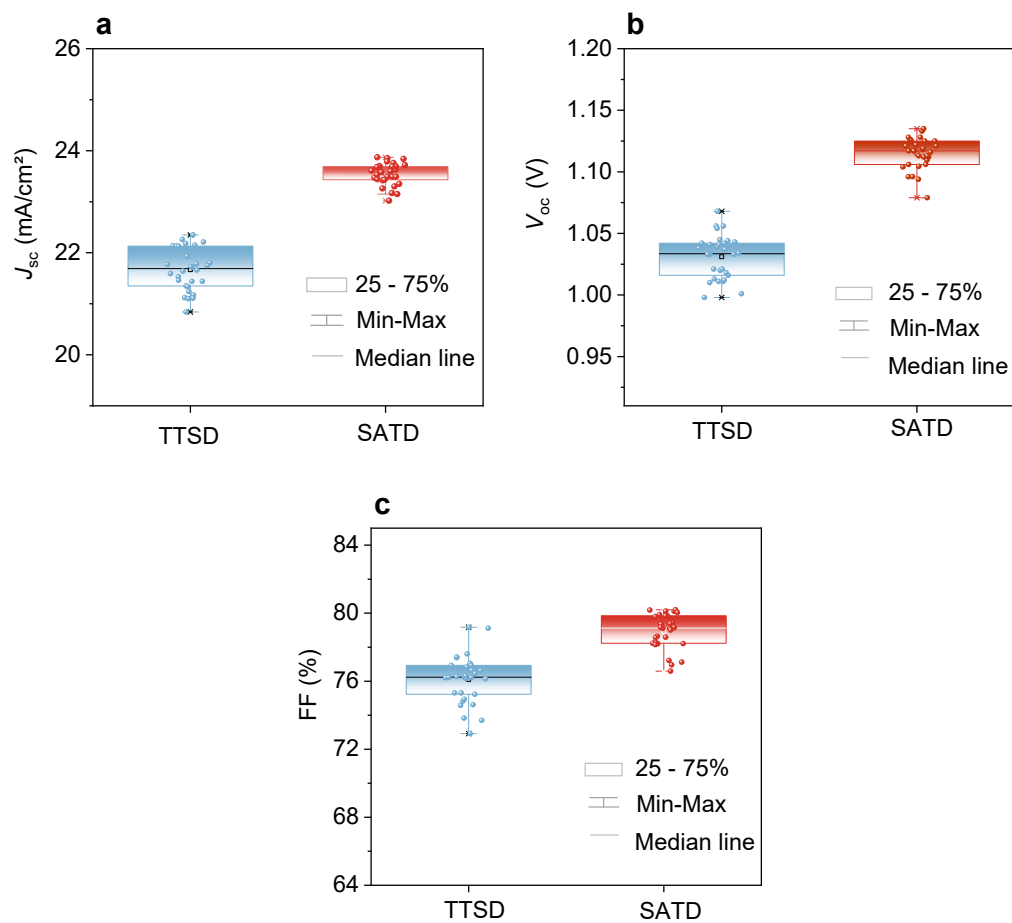 a
26
24
22
20
J_sc (mA/cm²)
25 - 75%
Min-Max
Median line
TTSD
SATD
b
1.20
1.15
1.10
1.05
1.00
0.95
V_oc (V)
25 - 75%
Min-Max
Median line
TTSD
SATD
c
84
80
76
72
68
64
FF (%)
25 - 75%
Min-Max
Median line
TTSD
SATD